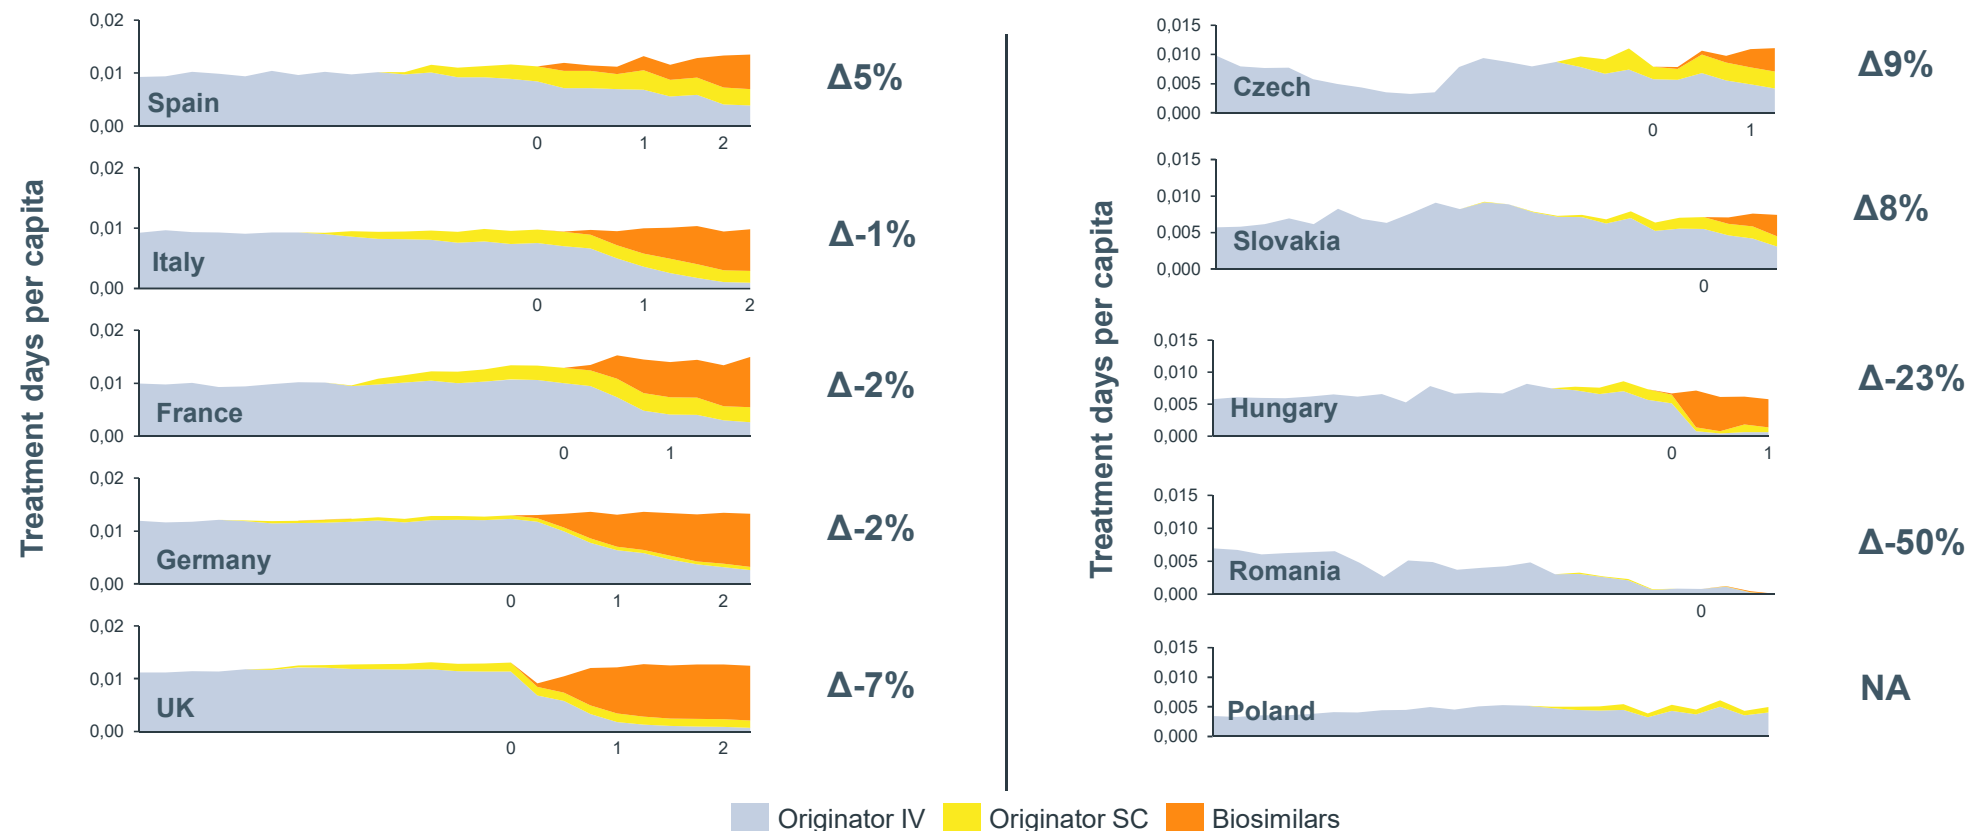 Treatment days per capita
0,02
0,01
0,00
Spain
0
1
2
Δ5%
0,02
0,01
0,00
Italy
0
1
2
Δ-1%
0,02
0,01
0,00
France
0
1
Δ-2%
0,02
0,01
0,00
Germany
0
1
2
Δ-2%
0,02
0,01
0,00
UK
0
1
2
Δ-7%
Treatment days per capita
0,015
0,010
0,005
0,000
Czech
0
1
Δ9%
0,015
0,010
0,005
0,000
Slovakia
0
Δ8%
0,015
0,010
0,005
0,000
Hungary
0
1
Δ-23%
0,015
0,010
0,005
0,000
Romania
0
Δ-50%
0,015
0,010
0,005
0,000
Poland
NA
Originator IV Originator SC Biosimilars